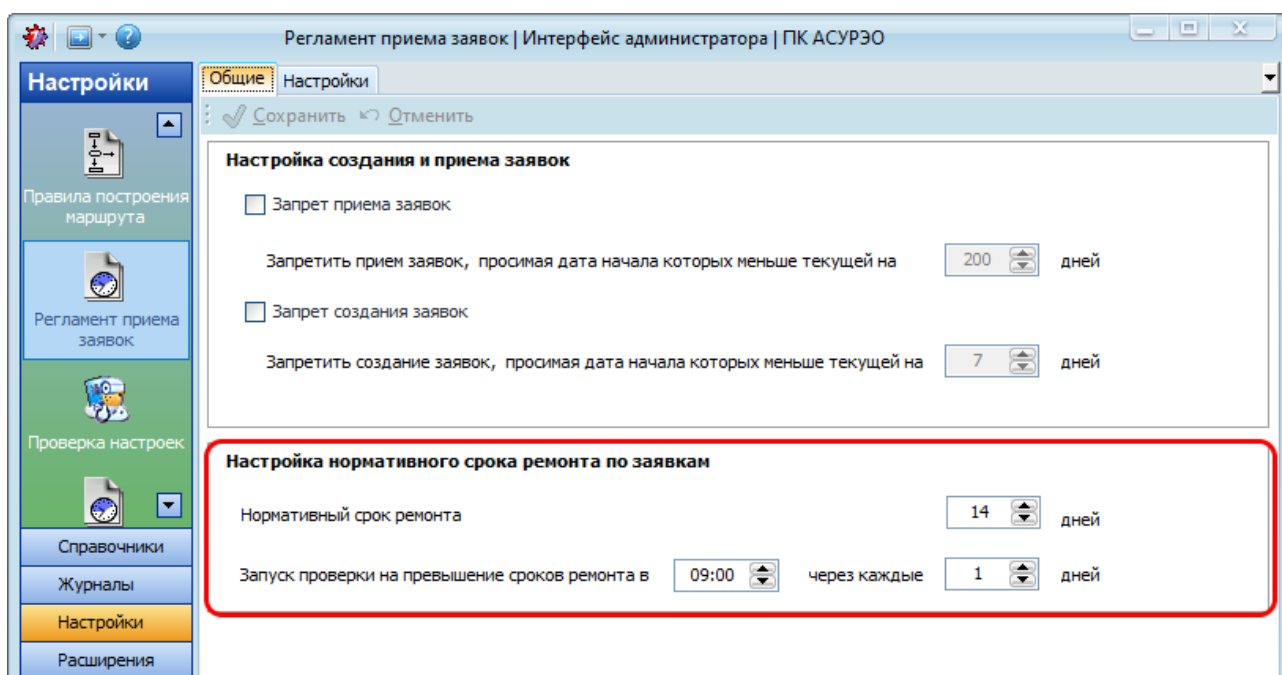 Регламент приема заявок | Интерфейс администратора | ПК АСУРЭО
Настройки
Правила построения
маршрута
Регламент приема
заявок
Проверка настроек
Справочники
Журналы
Настройки
Расширения
Общие Настройки
Сохранить Отменить
Настройка создания и приема заявок
Запрет приема заявок
Запретить прием заявок, просимая дата начала которых меньше текущей на 200 дней
Запрет создания заявок
Запретить создание заявок, просимая дата начала которых меньше текущей на 7 дней
Настройка нормативного срока ремонта по заявкам
Нормативный срок ремонта 14 дней
Запуск проверки на превышение сроков ремонта в 09:00 через каждые 1 дней